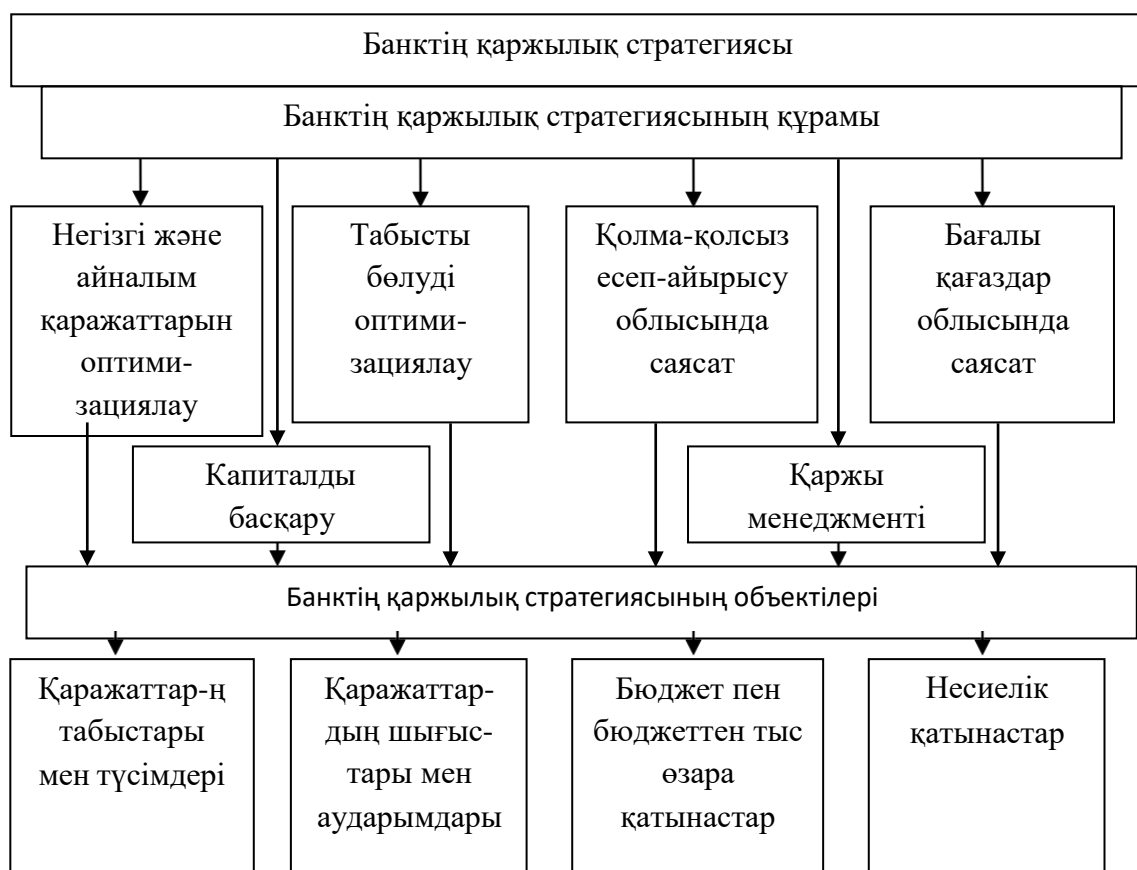 Банктің қаржылық стратегиясы
Банктің қаржылық стратегиясының құрамы
Негізгі және
айналым
қаражаттарын
оптими-
зациялау
Табысты
бөлуді
оптими-
зациялау
Қолма-қолсыз
есеп-айырысу
облысында
саясат
Бағалы
қағаздар
облысында
саясат
Капиталды
басқару
Қаржы
менеджменті
Банктің қаржылық стратегиясының объектілері
Қаражаттар-ң
табыстары
мен түсімдері
Қаражаттар-
дың шығыс-
тары мен
аударымдары
Бюджет пен
бюджеттен тыс
өзара
қатынастар
Несиелік
қатынастар